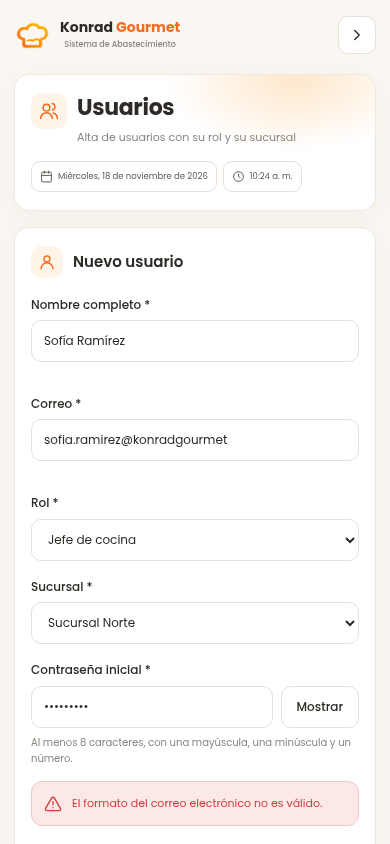 Konrad Gourmet
Sistema de Abastecimiento
Usuarios
Alta de usuarios con su rol y su sucursal
Miércoles, 18 de noviembre de 2026
10:24 a. m.
Nuevo usuario
Nombre completo *
Sofía Ramírez
Correo *
sofia.ramirez@konradgourmet
Rol *
Jefe de cocina
Sucursal *
Sucursal Norte
Contraseña inicial *
•••••••••
Mostrar
Al menos 8 caracteres, con una mayúscula, una minúscula y un
número.
El formato del correo electrónico no es válido.